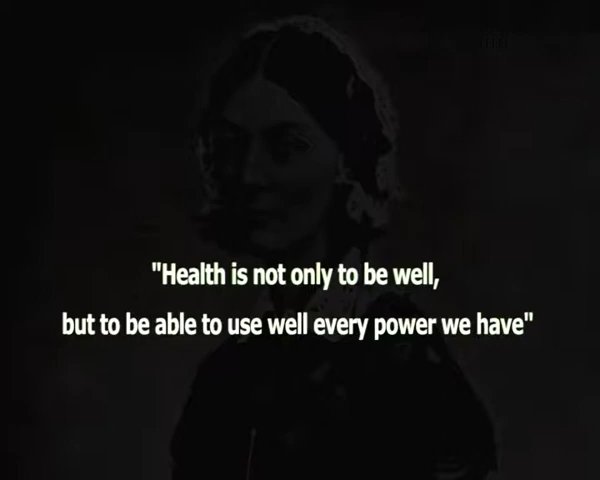 "Health is not only to be well,
but to be able to use well every power we have"